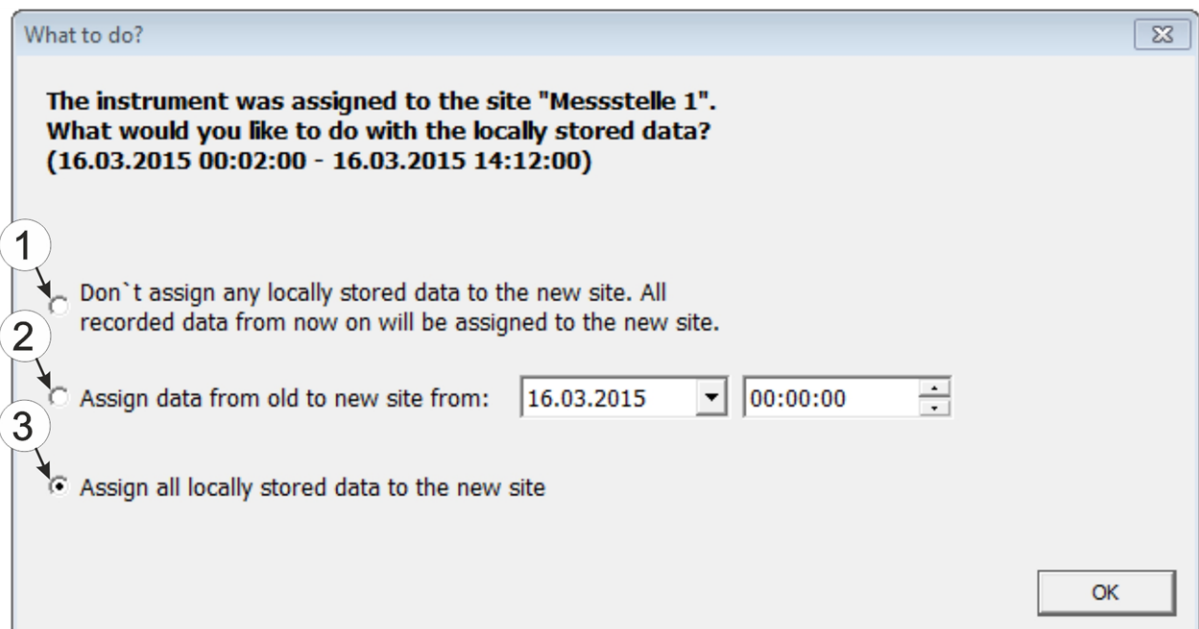 What to do?
The instrument was assigned to the site "Messstelle 1".
What would you like to do with the locally stored data?
(16.03.2015 00:02:00 - 16.03.2015 14:12:00)
1
Don`t assign any locally stored data to the new site. All
recorded data from now on will be assigned to the new site.
2
Assign data from old to new site from: 16.03.2015 00:00:00
3
Assign all locally stored data to the new site
OK